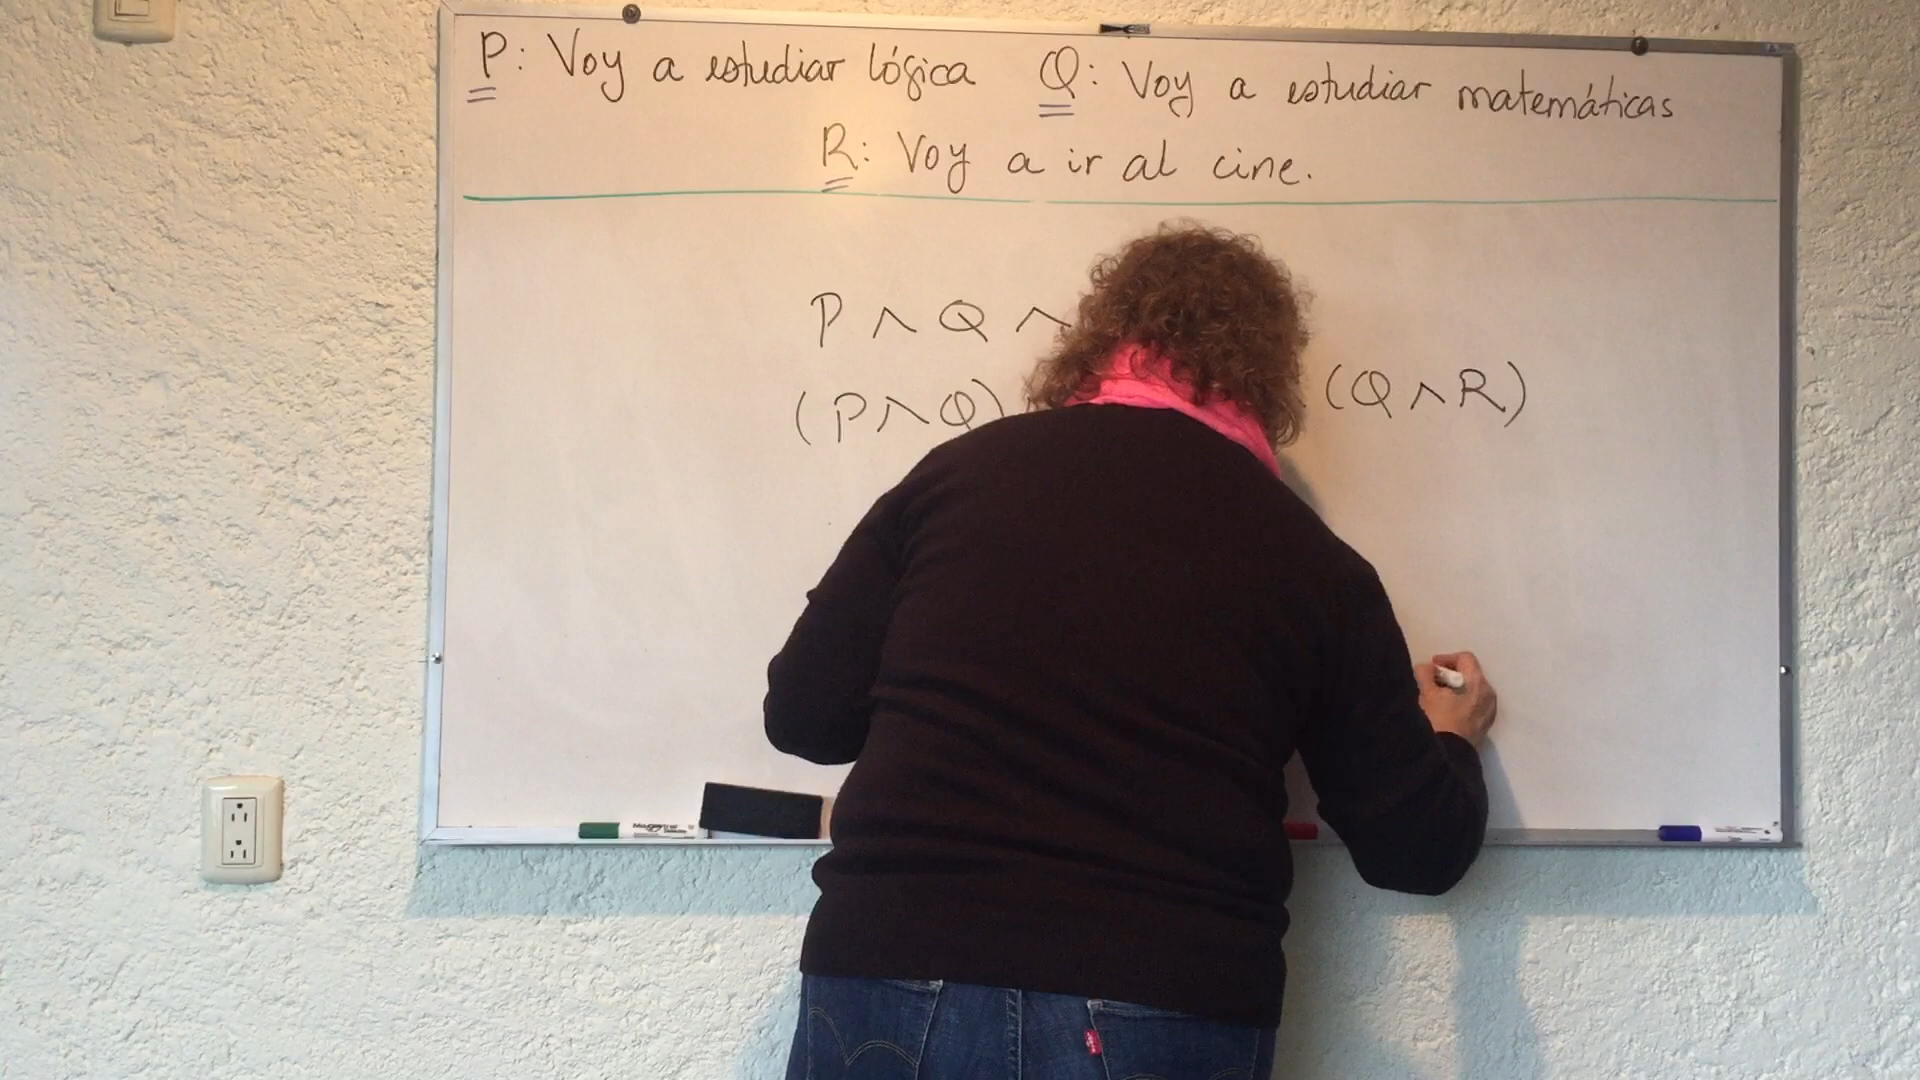 P: Voy a estudiar lógica Q: Voy a estudiar matemáticas
R: Voy a ir al cine.
P ∧ Q ∧
(P ∧ Q) (Q ∧ R)